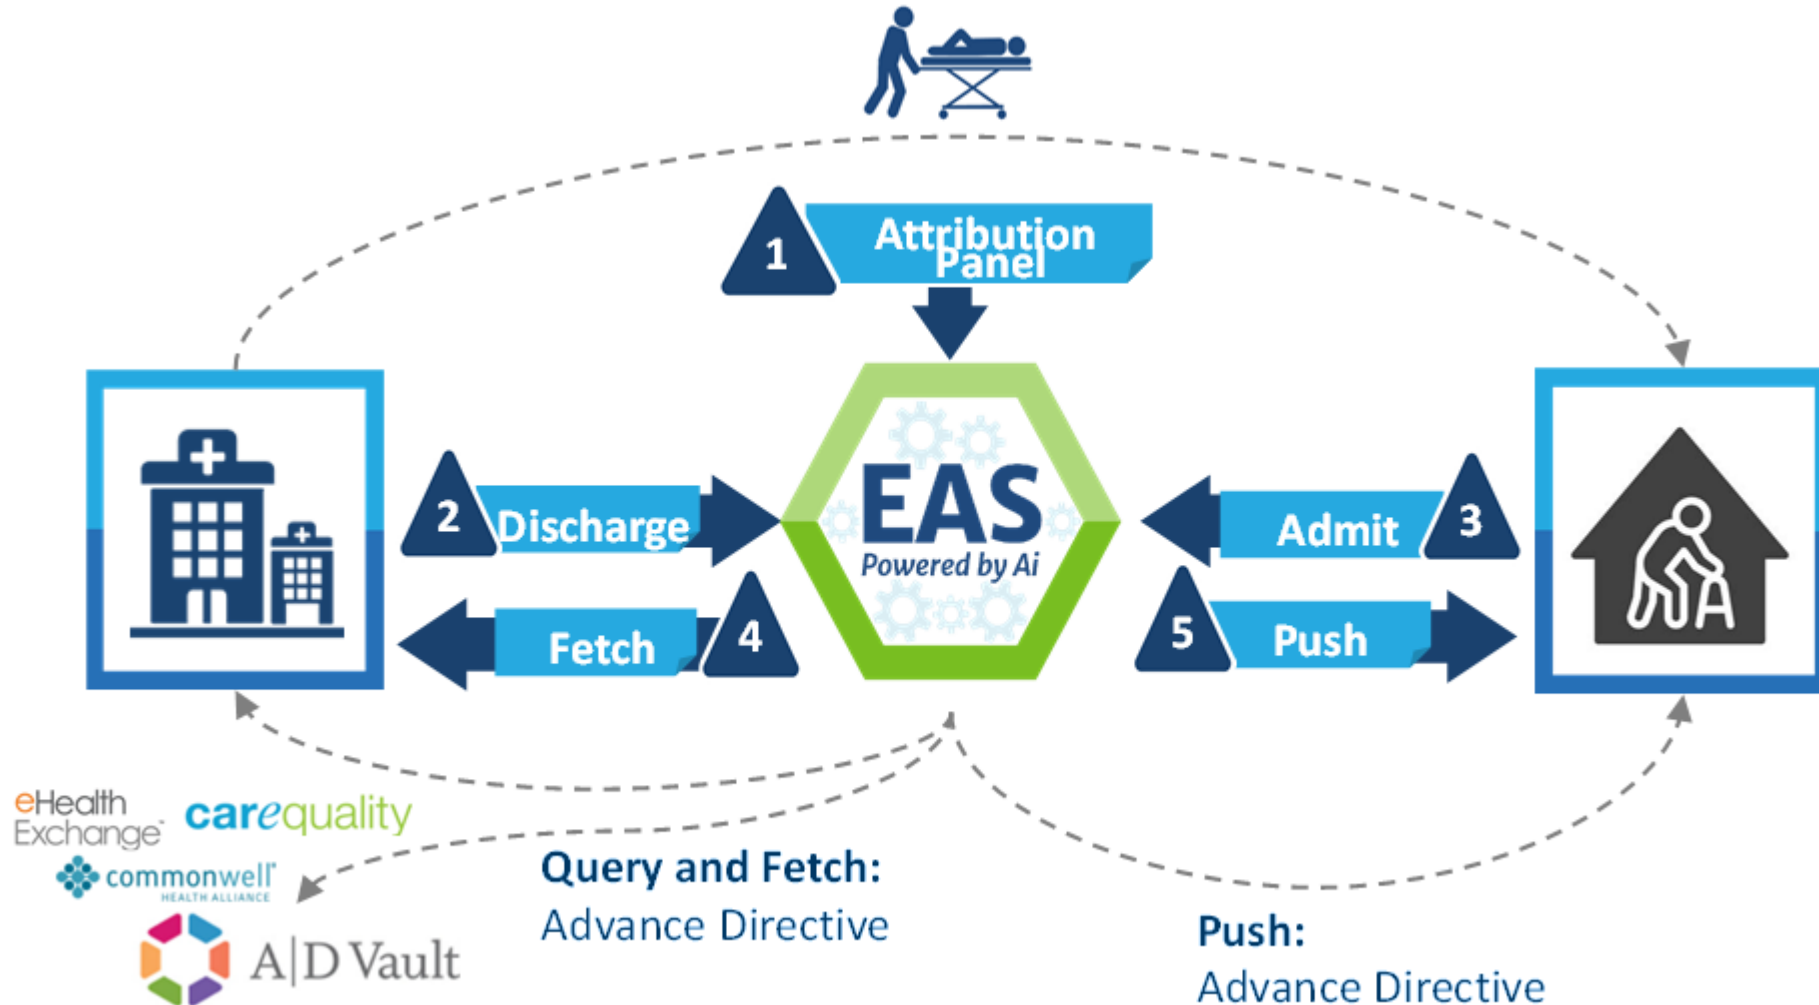 1
Attribution
Panel
2
Discharge
EAS
Powered by Ai
Admit
3
Fetch
4
5
Push
eHealth
Exchange™
carequality
commonwell®
HEALTH ALLIANCE
A|D Vault
Query and Fetch:
Advance Directive
Push:
Advance Directive